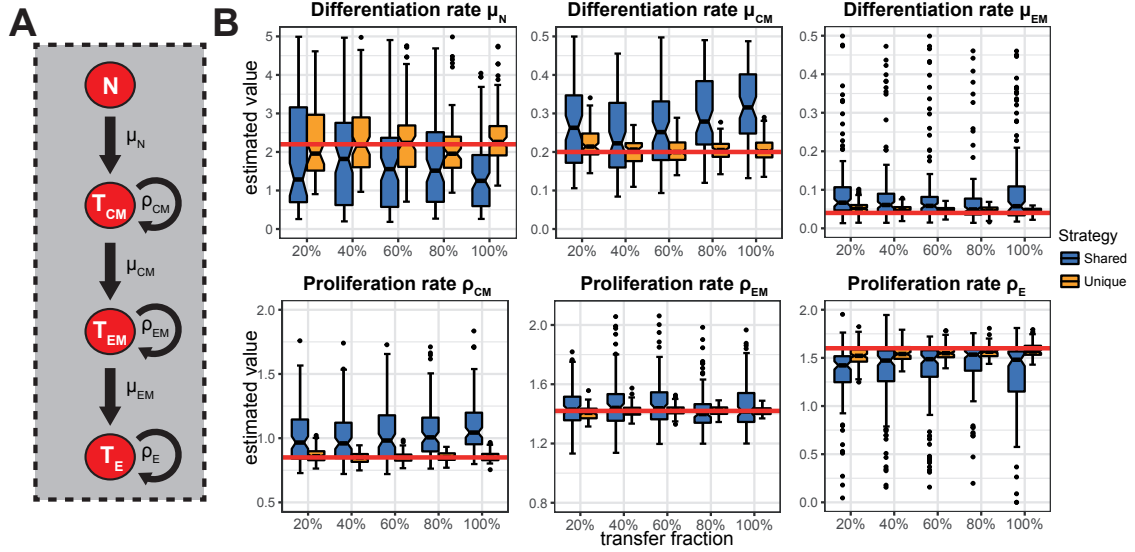 A
N
μN
TCM
ρCM
μCM
TEM
ρEM
μEM
TE
ρE
B
Differentiation rate μN
estimated value
5
4
3
2
1
0
20% 40% 60% 80% 100%
Differentiation rate μCM
0.5
0.4
0.3
0.2
0.1
0.0
20% 40% 60% 80% 100%
Differentiation rate μEM
0.5
0.4
0.3
0.2
0.1
0.0
20% 40% 60% 80% 100%
Strategy
Shared
Unique
Proliferation rate ρCM
estimated value
2.0
1.5
1.0
0.5
20% 40% 60% 80% 100%
Proliferation rate ρEM
2.0
1.6
1.2
0.8
20% 40% 60% 80% 100%
transfer fraction
Proliferation rate ρE
2.0
1.5
1.0
0.5
0.0
20% 40% 60% 80% 100%